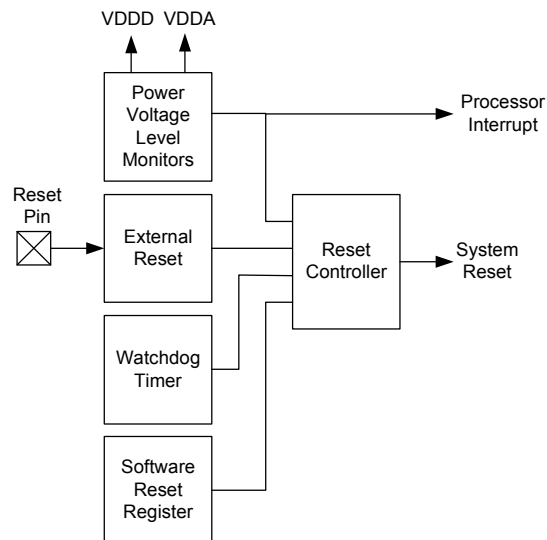 VDDD VDDA
Power
Voltage
Level
Monitors
Processor
Interrupt
Reset
Pin
External
Reset
Reset
Controller
System
Reset
Watchdog
Timer
Software
Reset
Register